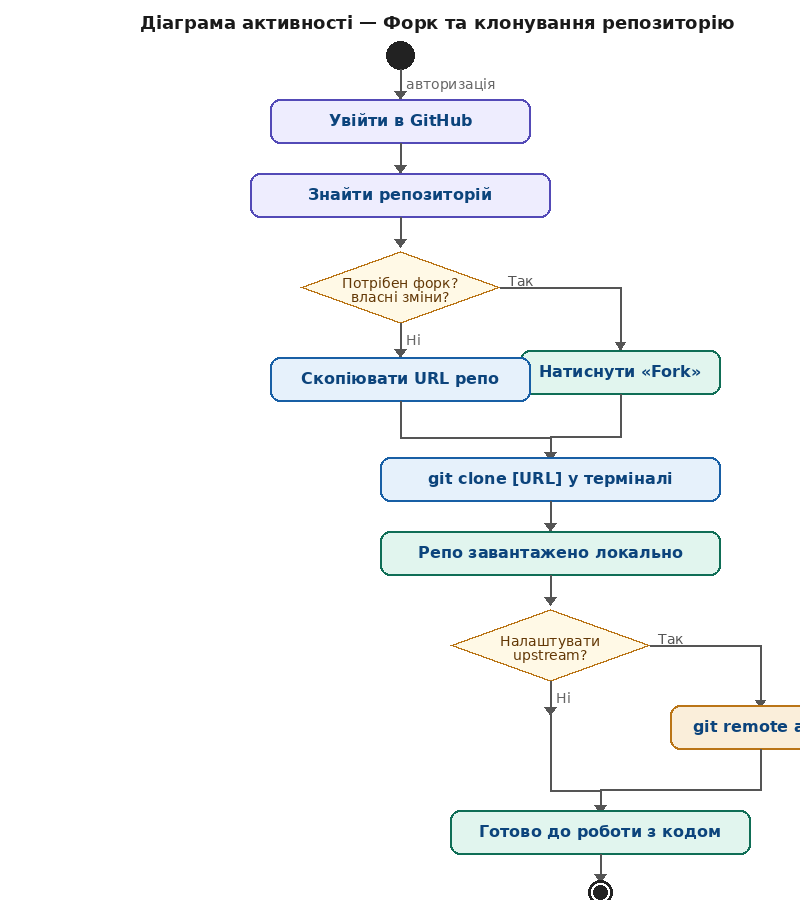 Діаграма активності — Форк та клонування репозиторію
авторизація
Увійти в GitHub
Знайти репозиторій
Потрібен форк?
власні зміни?
Так
Ні
Скопіювати URL репо
Натиснути «Fork»
git clone [URL] у терміналі
Репо завантажено локально
Налаштувати
upstream?
Так
Ні
git remote a
Готово до роботи з кодом